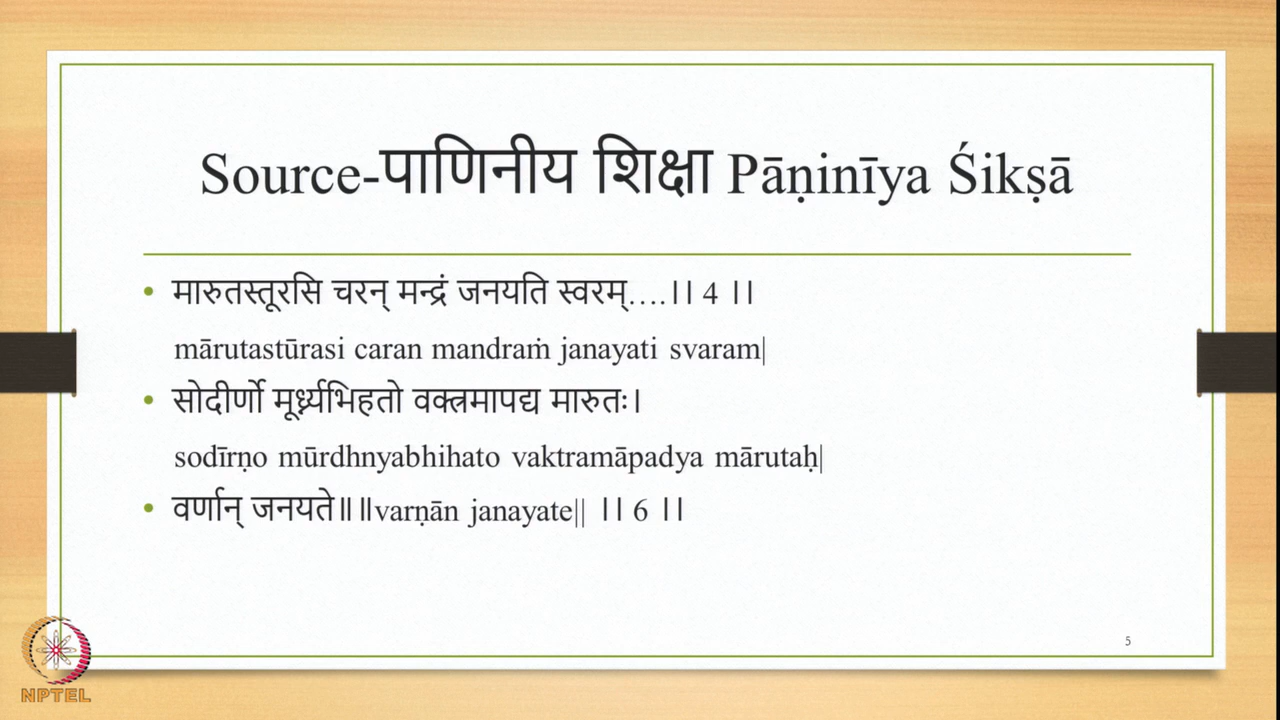 Source-पाणिनीय शिक्षा Pāṇinīya Śikṣā
• मारुतस्तूरसि चरन् मन्द्रं जनयति स्वरम्….।। 4 ।।
mārutastūrasi caran mandraṁ janayati svaram|
• सोदीर्णो मूर्ध्न्यभिहतो वक्त्रमापद्य मारुतः।
sodīrṇo mūrdhnyabhihato vaktramāpadya mārutaḥ|
• वर्णान् जनयते॥ ॥varṇān janayate|| ।। 6 ।।
5
NPTEL